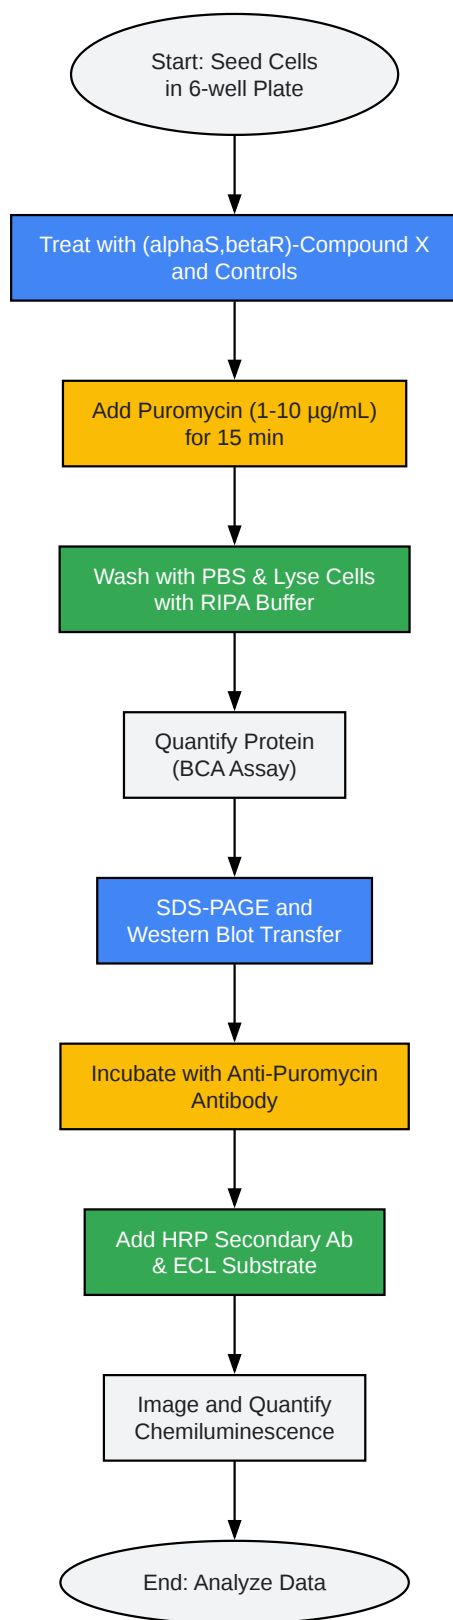 Start: Seed Cells
in 6-well Plate
Treat with (alphaS,betaR)-Compound X
and Controls
Add Puromycin (1-10 µg/mL)
for 15 min
Wash with PBS & Lyse Cells
with RIPA Buffer
Quantify Protein
(BCA Assay)
SDS-PAGE and
Western Blot Transfer
Incubate with Anti-Puromycin
Antibody
Add HRP Secondary Ab
& ECL Substrate
Image and Quantify
Chemiluminescence
End: Analyze Data